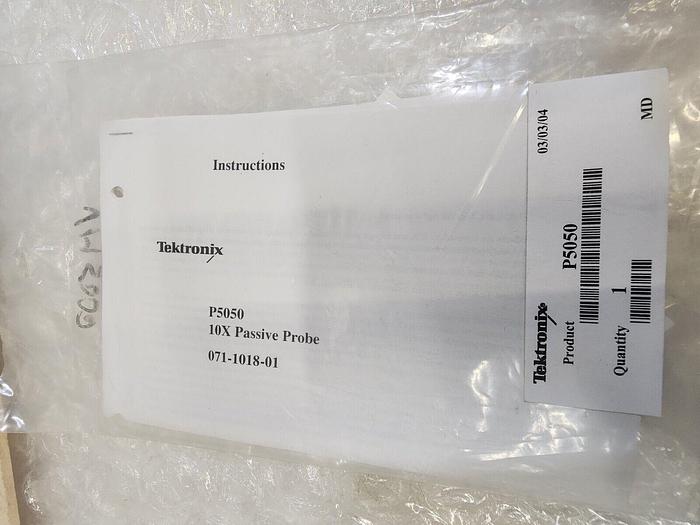 Instructions
Tektronix
P5050
10X Passive Probe
071-1018-01
Tektronix
03/03/04
Product P5050
Quantity 1
MD